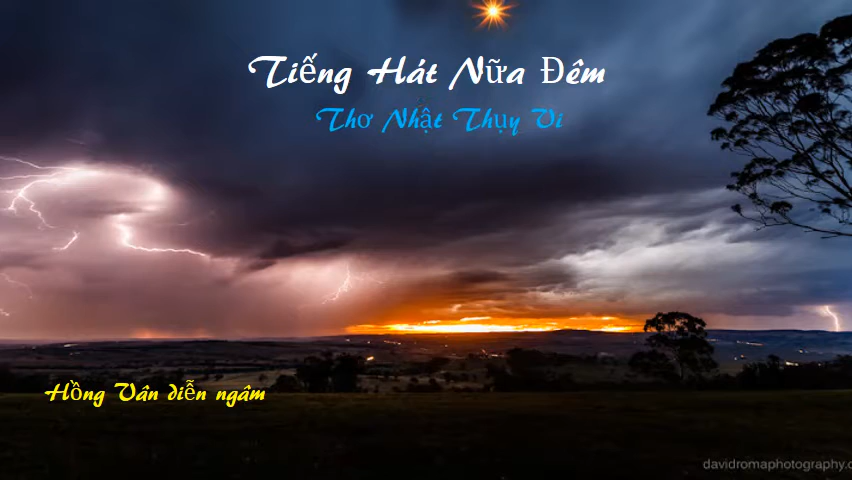 Tiếng Hát Nữa Đêm
Thơ Nhật Thụy Vi
Hồng Vân diễn ngâm
davidromaphotography.c